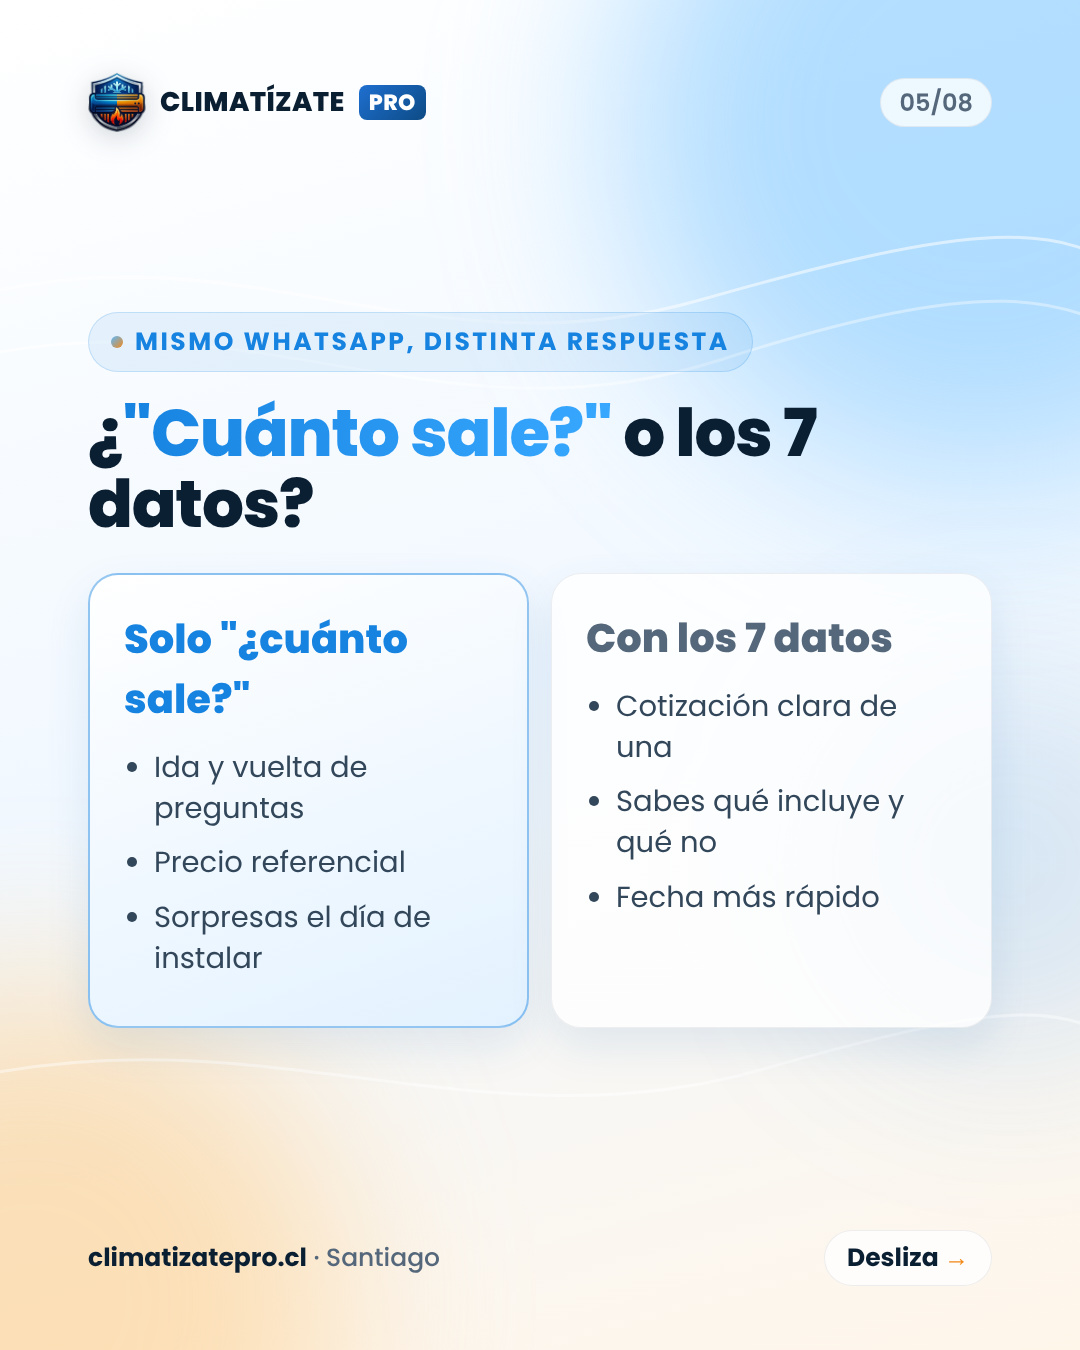 CLIMATÍZATE PRO
05/08
MISMO WHATSAPP, DISTINTA RESPUESTA
¿"Cuánto sale?" o los 7
datos?
Solo "¿cuánto
sale?"
• Ida y vuelta de
preguntas
• Precio referencial
• Sorpresas el día de
instalar
Con los 7 datos
• Cotización clara de
una
• Sabes qué incluye y
qué no
• Fecha más rápido
climatizatepro.cl · Santiago
Desliza →